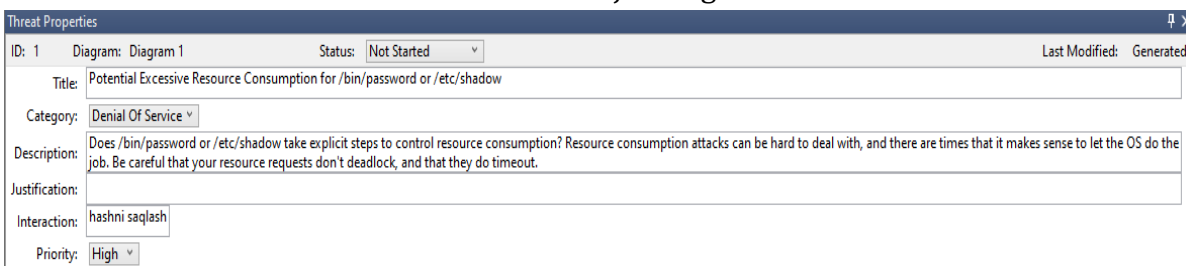 Threat Properties
ID: 1 Diagram: Diagram 1 Status: Not Started Last Modified: Generated
Title: Potential Excessive Resource Consumption for /bin/password or /etc/shadow
Category: Denial Of Service
Description: Does /bin/password or /etc/shadow take explicit steps to control resource consumption? Resource consumption attacks can be hard to deal with, and there are times that it makes sense to let the OS do the
job. Be careful that your resource requests don't deadlock, and that they do timeout.
Justification:
Interaction: hashni saqlash
Priority: High